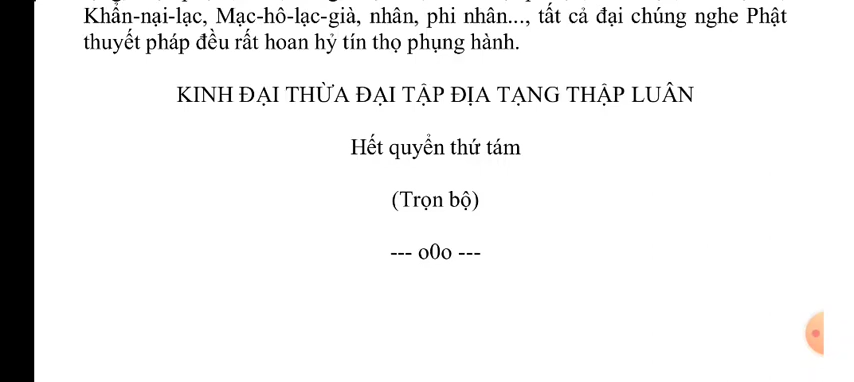 Khẩn-nại-lạc, Mạc-hô-lạc-già, nhân, phi nhân..., tất cả đại chúng nghe Phật
thuyết pháp đều rất hoan hỷ tín thọ phụng hành.
KINH ĐẠI THỪA ĐẠI TẬP ĐỊA TẠNG THẬP LUÂN
Hết quyển thứ tám
(Trọn bộ)
--- o0o ---